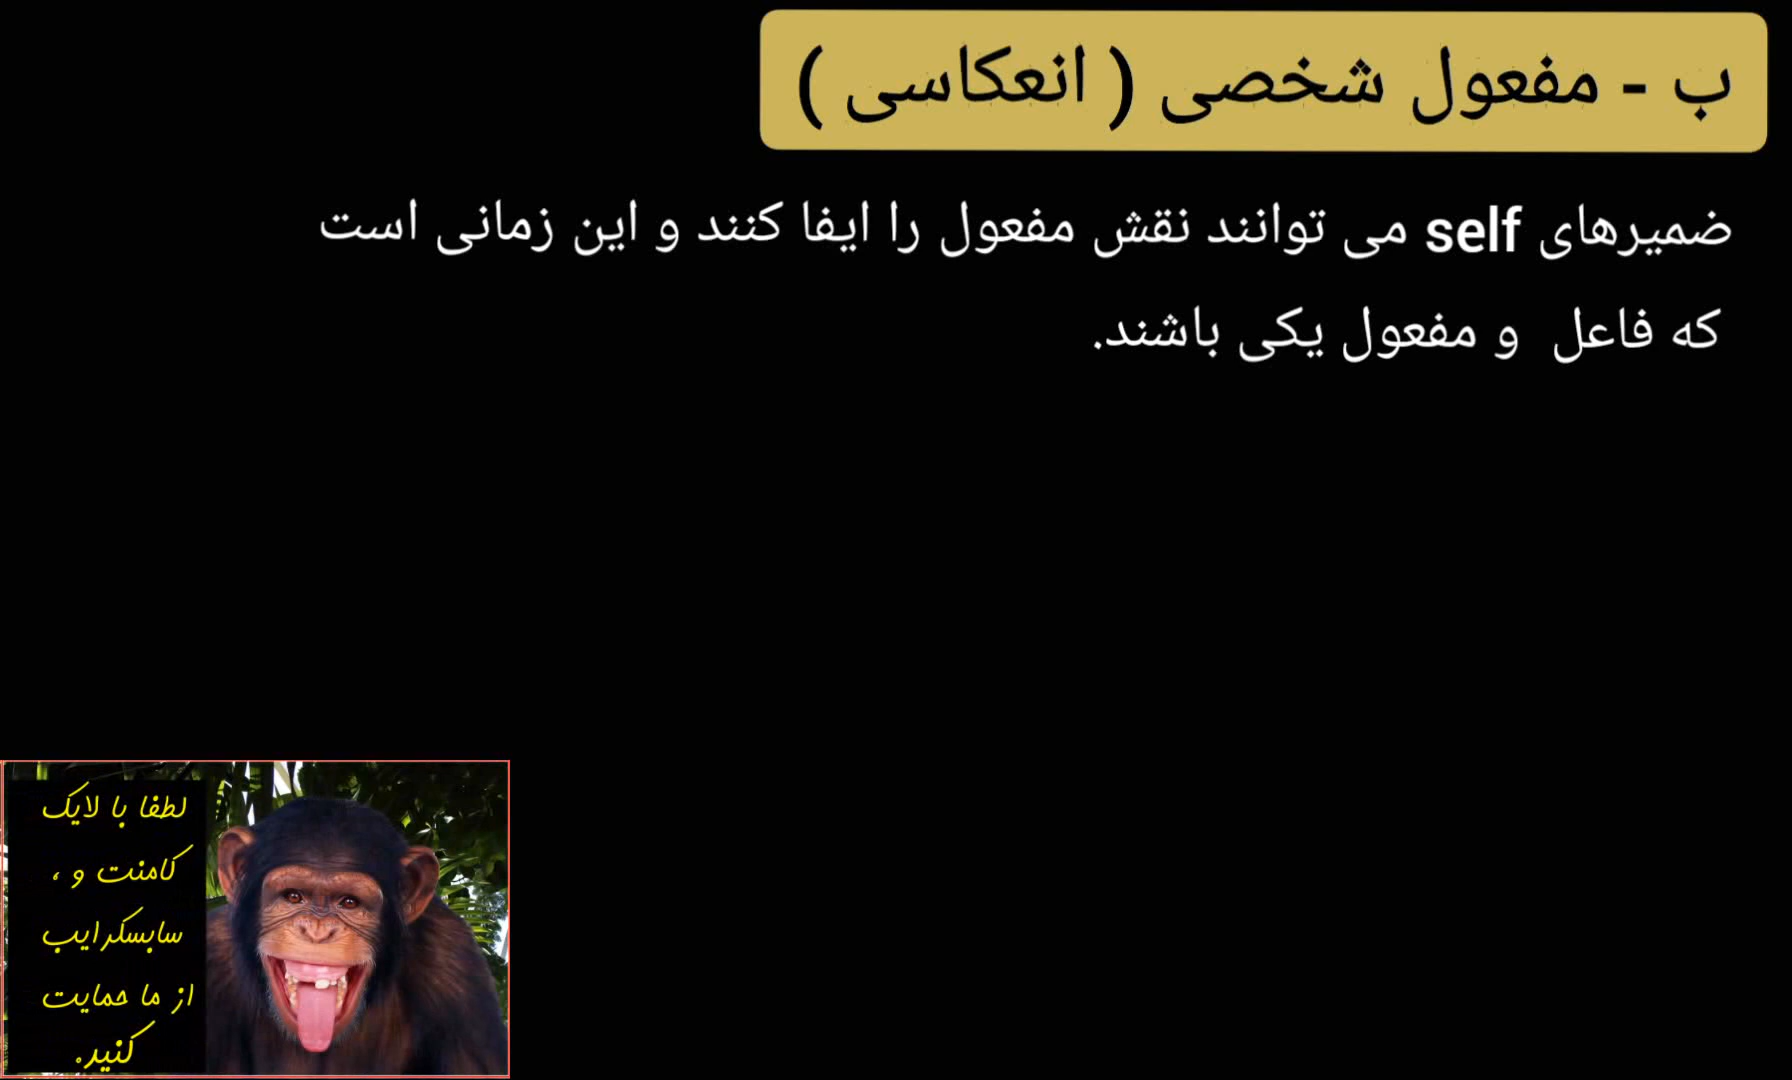 ب - مفعول شخصی ( انعکاسی )
ضمیرهای self می توانند نقش مفعول را ایفا کنند و این زمانی است
که فاعل و مفعول یکی باشند.
لطفا با لایک
کامنت و ،
سابسکرایب
از ما حمایت
کنید.